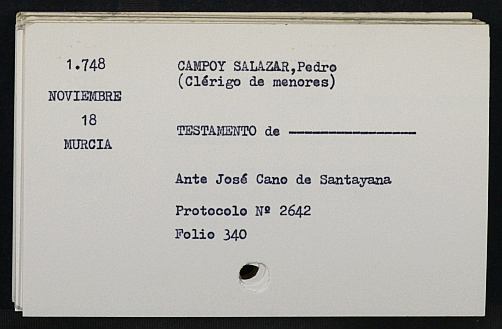 1.748
NOVIEMBRE
18
MURCIA
CAMPOY SALAZAR,Pedro
(Clérigo de menores)
TESTAMENTO de ----------------
Ante José Cano de Santayana
Protocolo Nº 2642
Folio 340